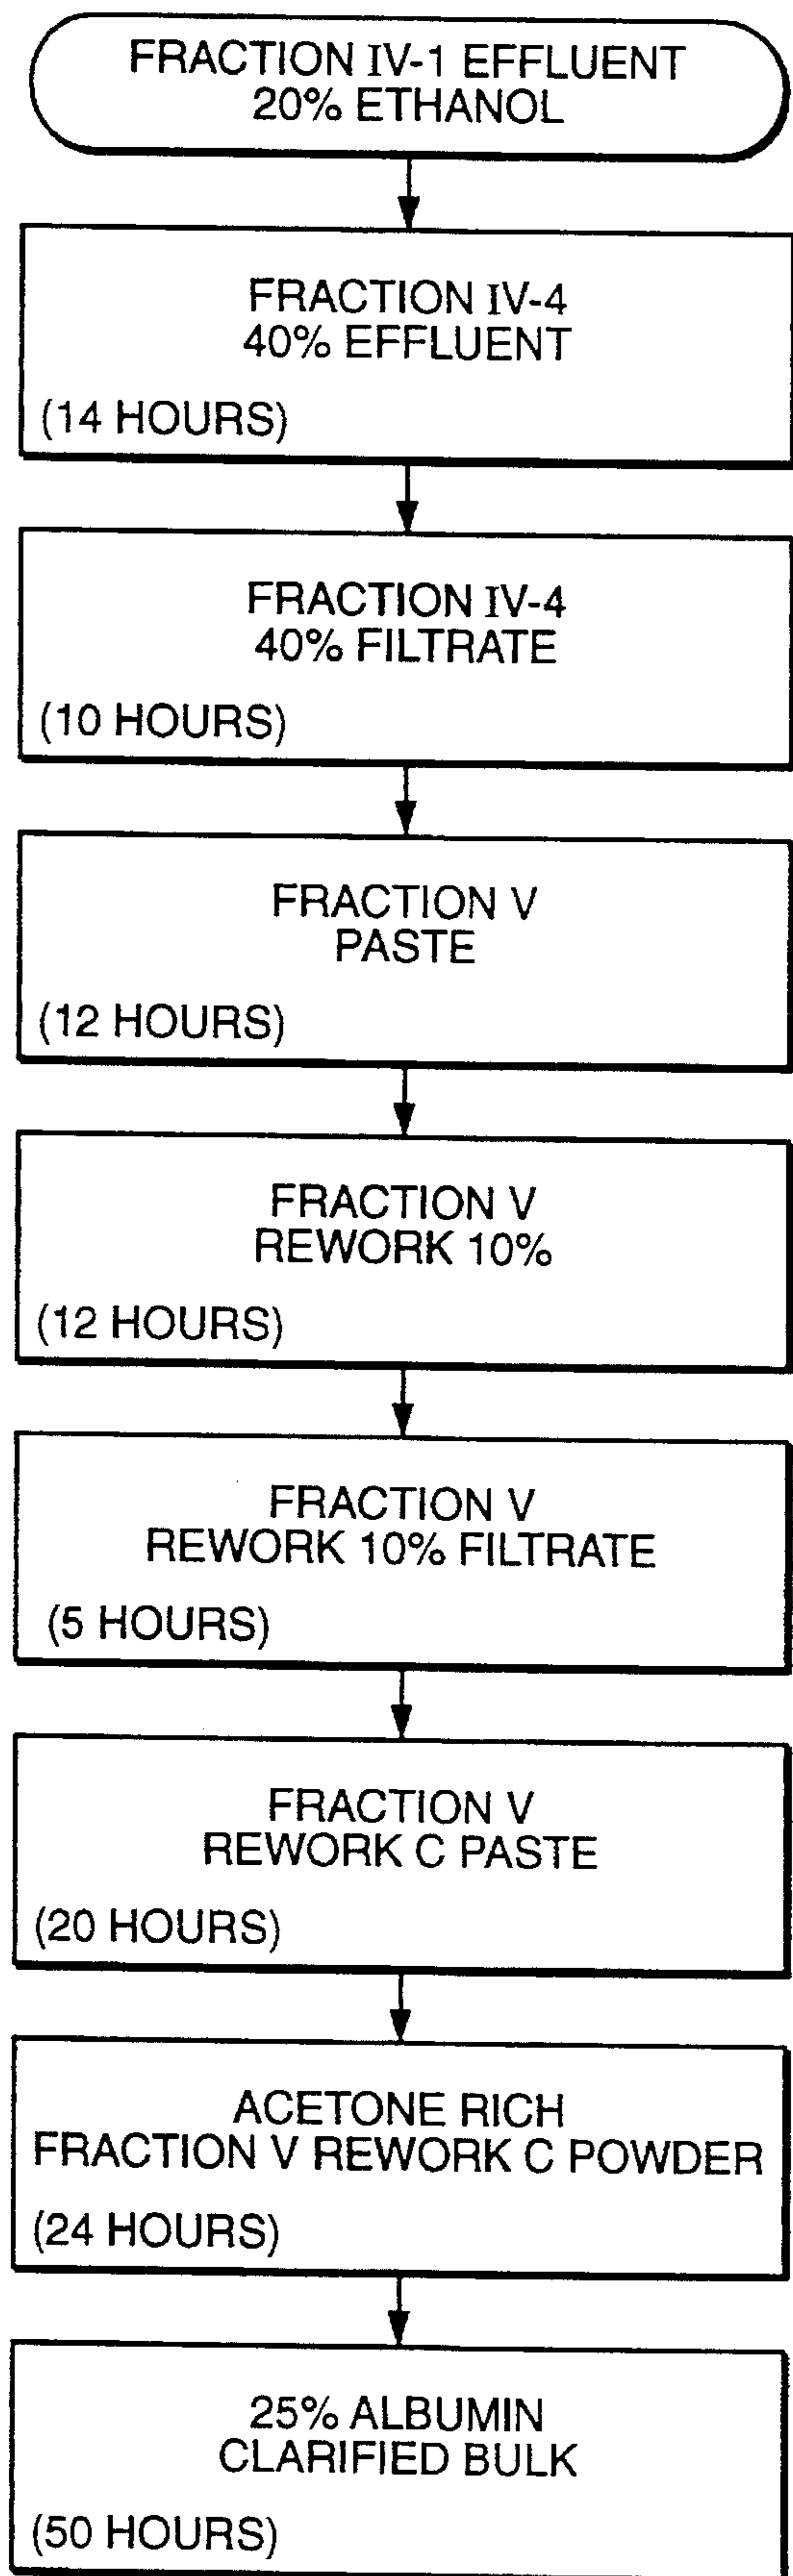 FRACTION IV-1 EFFLUENT
20% ETHANOL
FRACTION IV-4
40% EFFLUENT
(14 HOURS)
FRACTION IV-4
40% FILTRATE
(10 HOURS)
FRACTION V
PASTE
(12 HOURS)
FRACTION V
REWORK 10%
(12 HOURS)
FRACTION V
REWORK 10% FILTRATE
(5 HOURS)
FRACTION V
REWORK C PASTE
(20 HOURS)
ACETONE RICH
FRACTION V REWORK C POWDER
(24 HOURS)
25% ALBUMIN
CLARIFIED BULK
(50 HOURS)